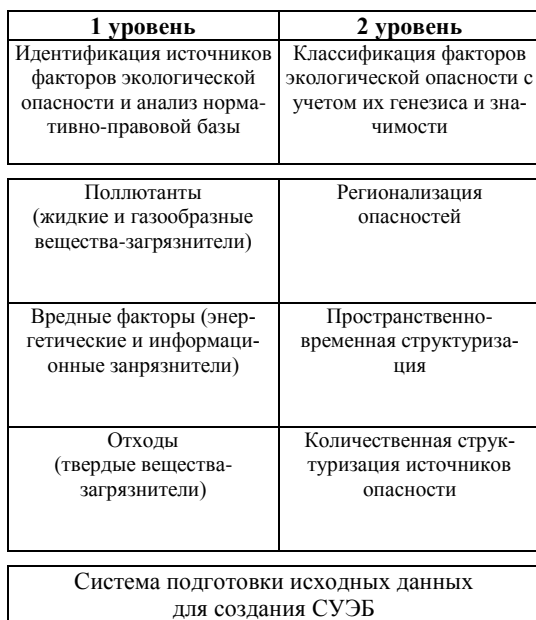 1 уровень
2 уровень
Идентификация источников
факторов экологической
опасности и анализ норма-
тивно-правовой базы
Классификация факторов
экологической опасности с
учетом их генезиса и зна-
чимости
Поллютанты
(жидкие и газообразные
вещества-загрязнители)
Регионализация
опасностей
Вредные факторы (энер-
гетические и информаци-
онные занрязнители)
Пространственно-
временная структуриза-
ция
Отходы
(твердые вещества-
загрязнители)
Количественная струк-
туризация источников
опасности
Система подготовки исходных данных
для создания СУЭБ